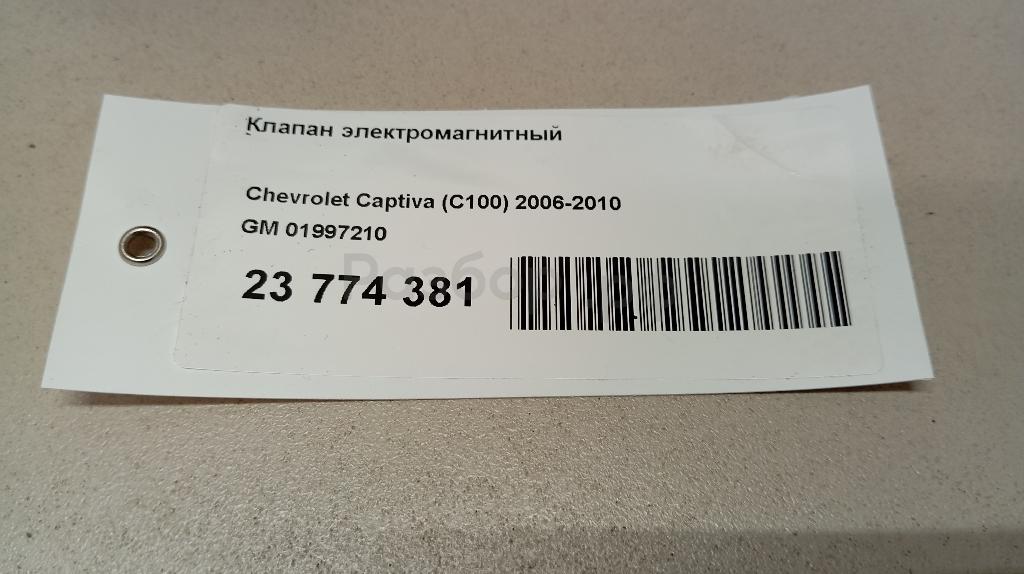 Клапан электромагнитный
Chevrolet Captiva (C100) 2006-2010
GM 01997210
23 774 381